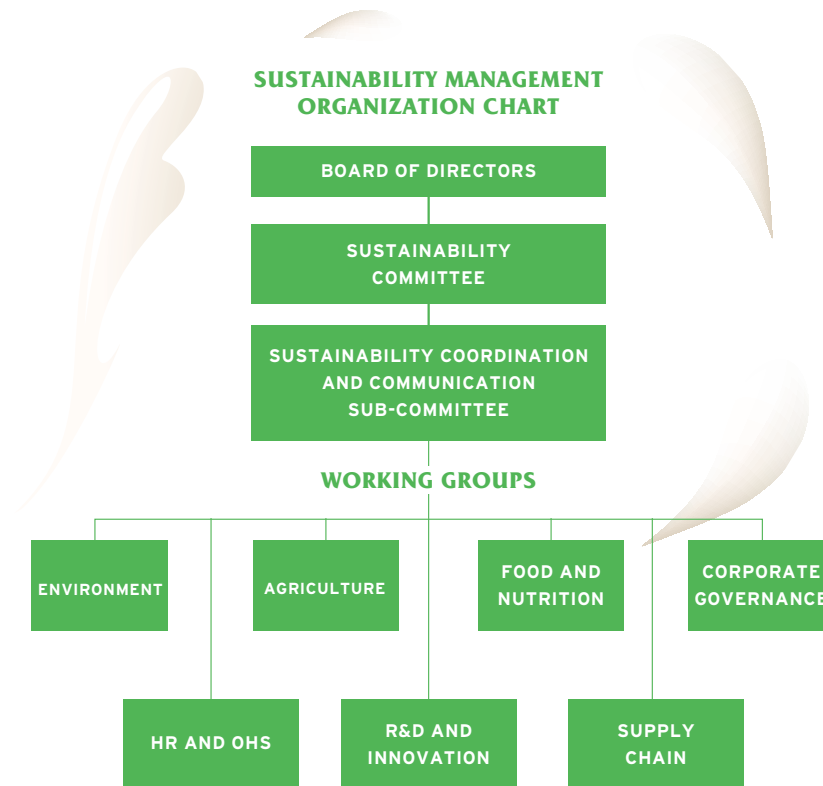 SUSTAINABILITY MANAGEMENT
ORGANIZATION CHART
BOARD OF DIRECTORS
SUSTAINABILITY
COMMITTEE
SUSTAINABILITY COORDINATION
AND COMMUNICATION
SUB-COMMITTEE
WORKING GROUPS
ENVIRONMENT
AGRICULTURE
FOOD AND
NUTRITION
CORPORATE
GOVERNANCE
HR AND OHS
R&D AND
INNOVATION
SUPPLY
CHAIN